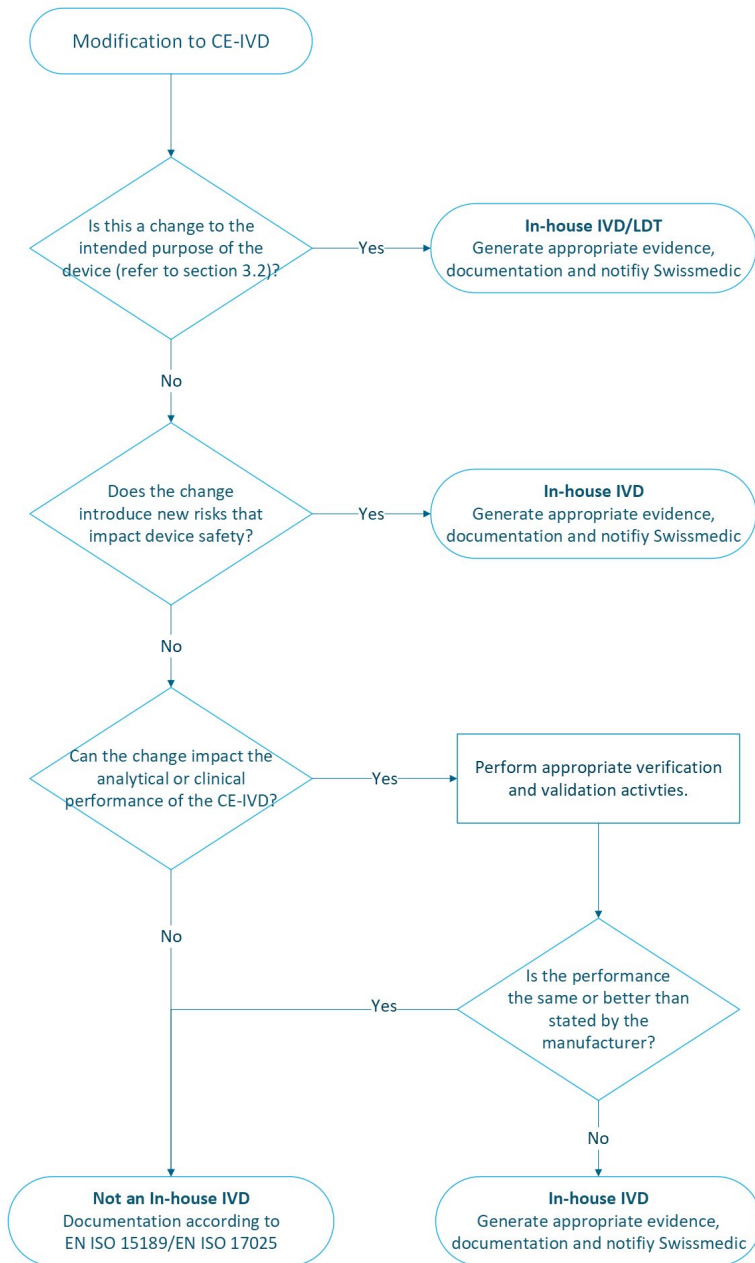 Modification to CE-IVD
Is this a change to the
intended purpose of the
device (refer to section 3.2)?
Yes
In-house IVD/LDT
Generate appropriate evidence,
documentation and notifiy Swissmedic
No
Does the change
introduce new risks that
impact device safety?
Yes
In-house IVD
Generate appropriate evidence,
documentation and notifiy Swissmedic
No
Can the change impact the
analytical or clinical
performance of the CE-IVD?
Yes
Perform appropriate verification
and validation activties.
No
Is the performance
the same or better than
stated by the
manufacturer?
Yes
No
Not an In-house IVD
Documentation according to
EN ISO 15189/EN ISO 17025
In-house IVD
Generate appropriate evidence,
documentation and notifiy Swissmedic